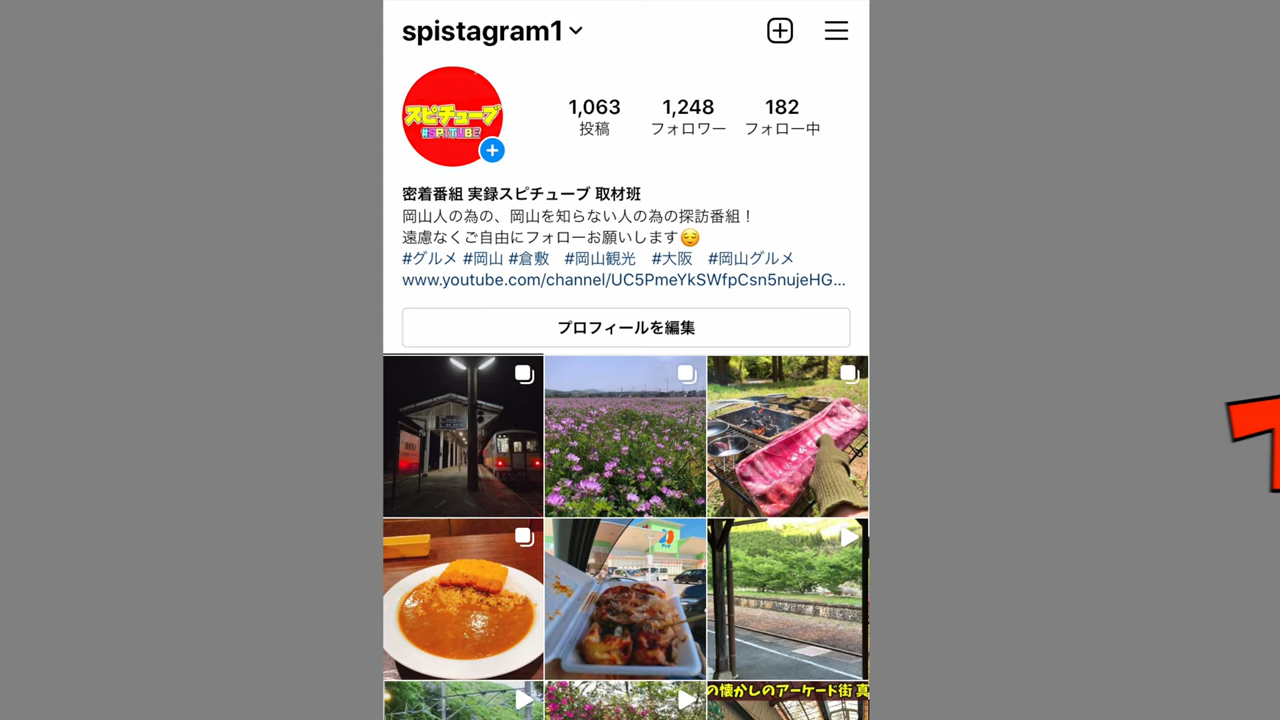 spistagram1
スピチューブ
#SPITUBE
1,063
投稿
1,248
フォロワー
182
フォロー中
密着番組 実録スピチューブ 取材班
岡山人の為の、岡山を知らない人の為の探訪番組！
遠慮なくご自由にフォローお願いします😌
#グルメ #岡山 #倉敷　#岡山観光　#大阪　#岡山グルメ
www.youtube.com/channel/UC5PmeYkSWfpCsn5nujeHG...
プロフィールを編集
の懐かしのアーケード街 真